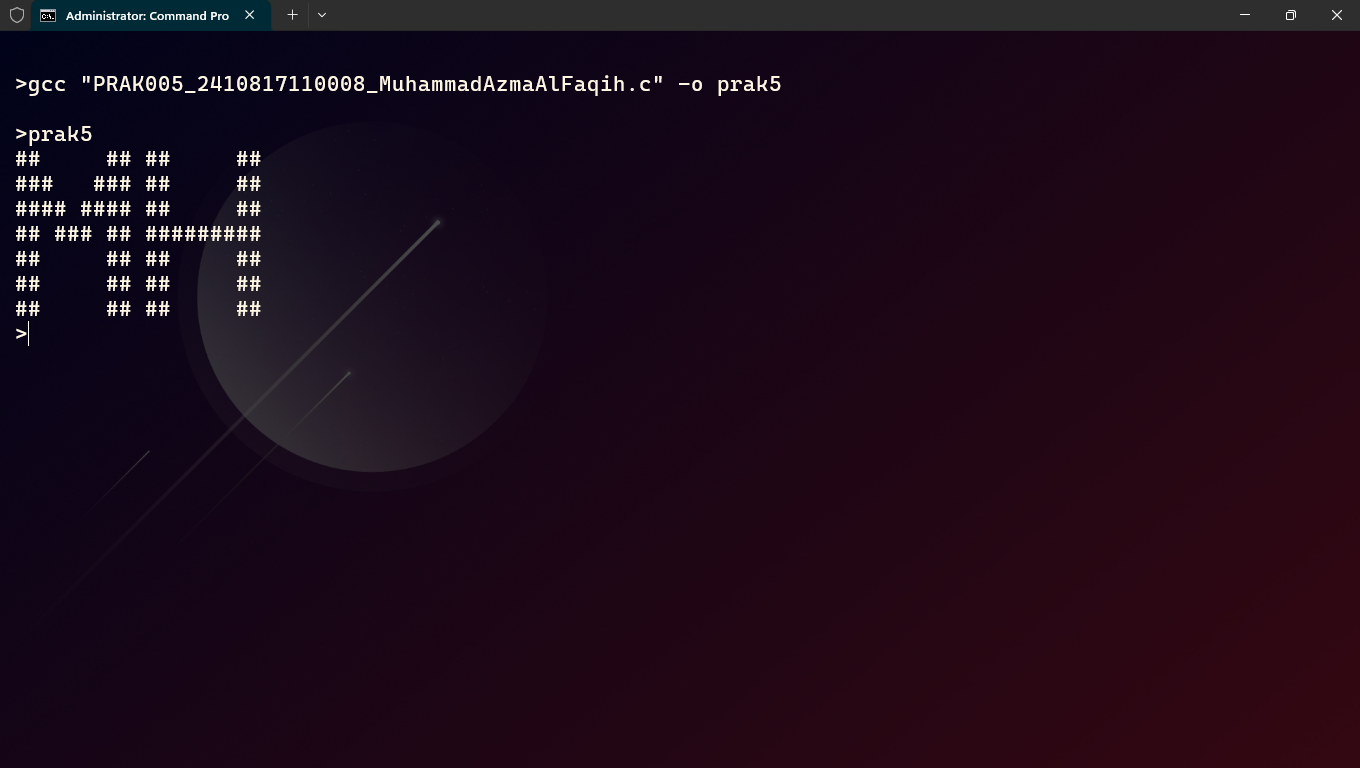 Administrator: Command Pro
>gcc "PRAK005_2410817110008_MuhammadAzmaAlFaqih.c" -o prak5
>prak5
##     ## ##     ##
###   ### ##     ##
#### #### ##     ##
## ### ## #########
##     ## ##     ##
##     ## ##     ##
##     ## ##     ##
>